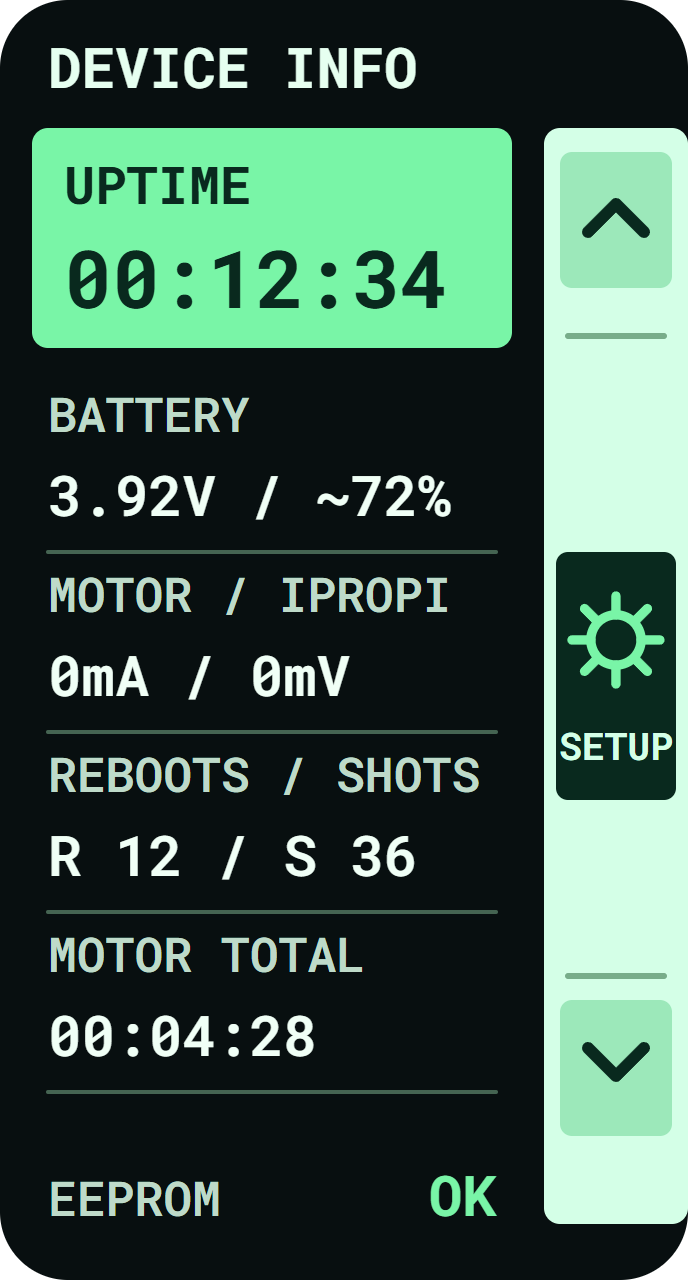 DEVICE INFO
UPTIME
00:12:34
BATTERY
3.92V / ~72%
MOTOR / IPROPI
0mA / 0mV
SETUP
REBOOTS / SHOTS
R 12 / S 36
MOTOR TOTAL
00:04:28
EEPROM OK